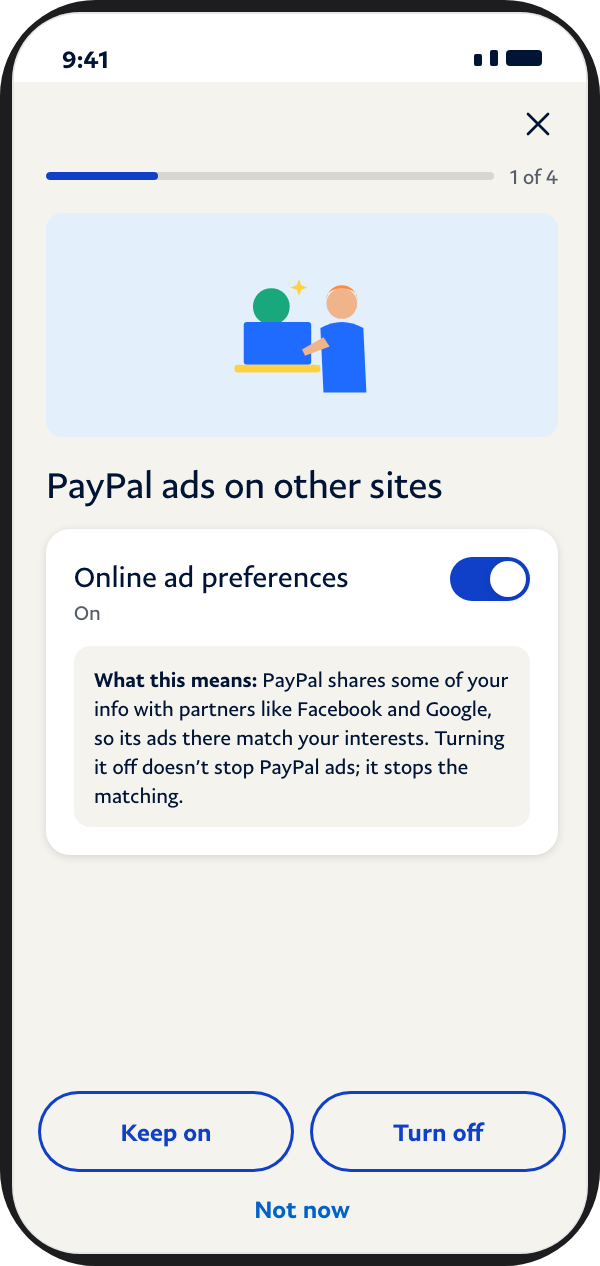 9:41
1 of 4
PayPal ads on other sites
Online ad preferences
On
What this means: PayPal shares some of your
info with partners like Facebook and Google,
so its ads there match your interests. Turning
it off doesn’t stop PayPal ads; it stops the
matching.
Keep on
Turn off
Not now